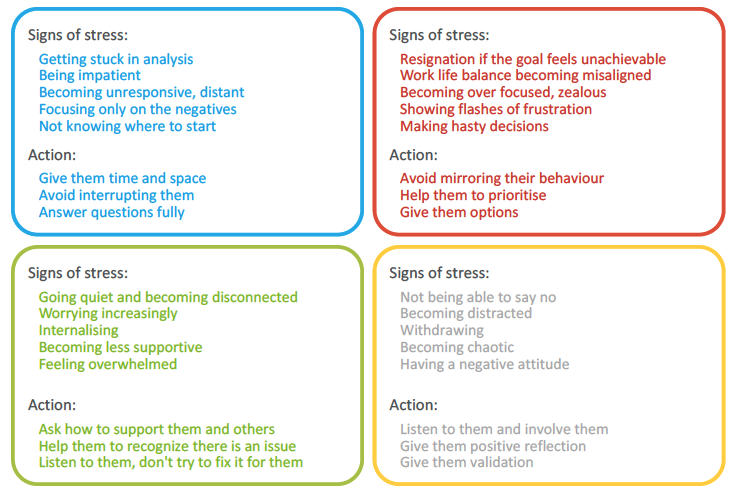 Signs of stress:
Getting stuck in analysis
Being impatient
Becoming unresponsive, distant
Focusing only on the negatives
Not knowing where to start
Action:
Give them time and space
Avoid interrupting them
Answer questions fully
Signs of stress:
Resignation if the goal feels unachievable
Work life balance becoming misaligned
Becoming over focused, zealous
Showing flashes of frustration
Making hasty decisions
Action:
Avoid mirroring their behaviour
Help them to prioritise
Give them options
Signs of stress:
Going quiet and becoming disconnected
Worrying increasingly
Internalising
Becoming less supportive
Feeling overwhelmed
Action:
Ask how to support them and others
Help them to recognize there is an issue
Listen to them, don't try to fix it for them
Signs of stress:
Not being able to say no
Becoming distracted
Withdrawing
Becoming chaotic
Having a negative attitude
Action:
Listen to them and involve them
Give them positive reflection
Give them validation